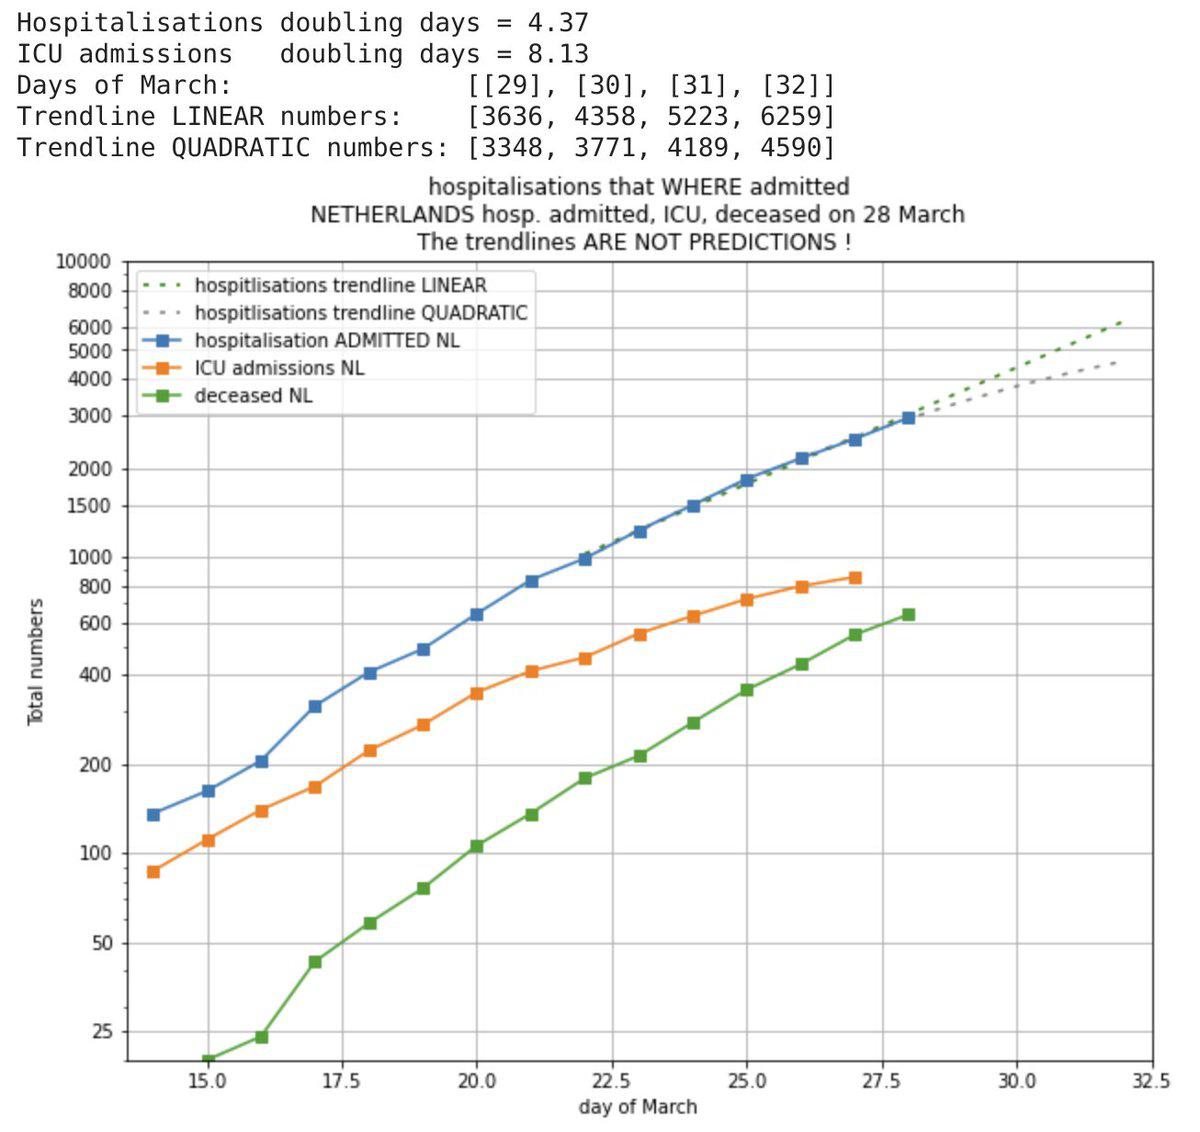 Hospitalisations doubling days = 4.37
ICU admissions   doubling days = 8.13
Days of March:               [[29], [30], [31], [32]]
Trendline LINEAR numbers:    [3636, 4358, 5223, 6259]
Trendline QUADRATIC numbers: [3348, 3771, 4189, 4590]
hospitalisations that WHERE admitted
NETHERLANDS hosp. admitted, ICU, deceased on 28 March
The trendlines ARE NOT PREDICTIONS !
hospitlisations trendline LINEAR
hospitlisations trendline QUADRATIC
hospitalisation ADMITTED NL
ICU admissions NL
deceased NL
Total numbers
10000
8000
6000
5000
4000
3000
2000
1500
1000
800
600
400
200
100
50
25
15.0 17.5 20.0 22.5 25.0 27.5 30.0 32.5
day of March